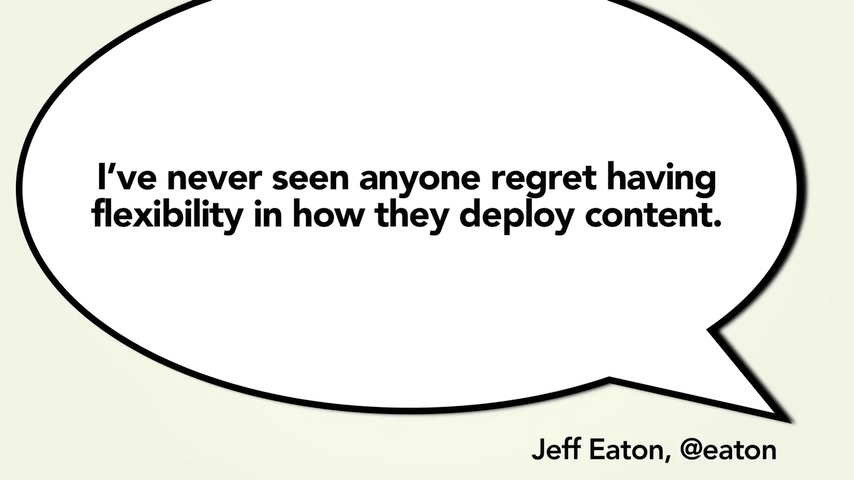 I’ve never seen anyone regret having
flexibility in how they deploy content.
Jeff Eaton, @eaton